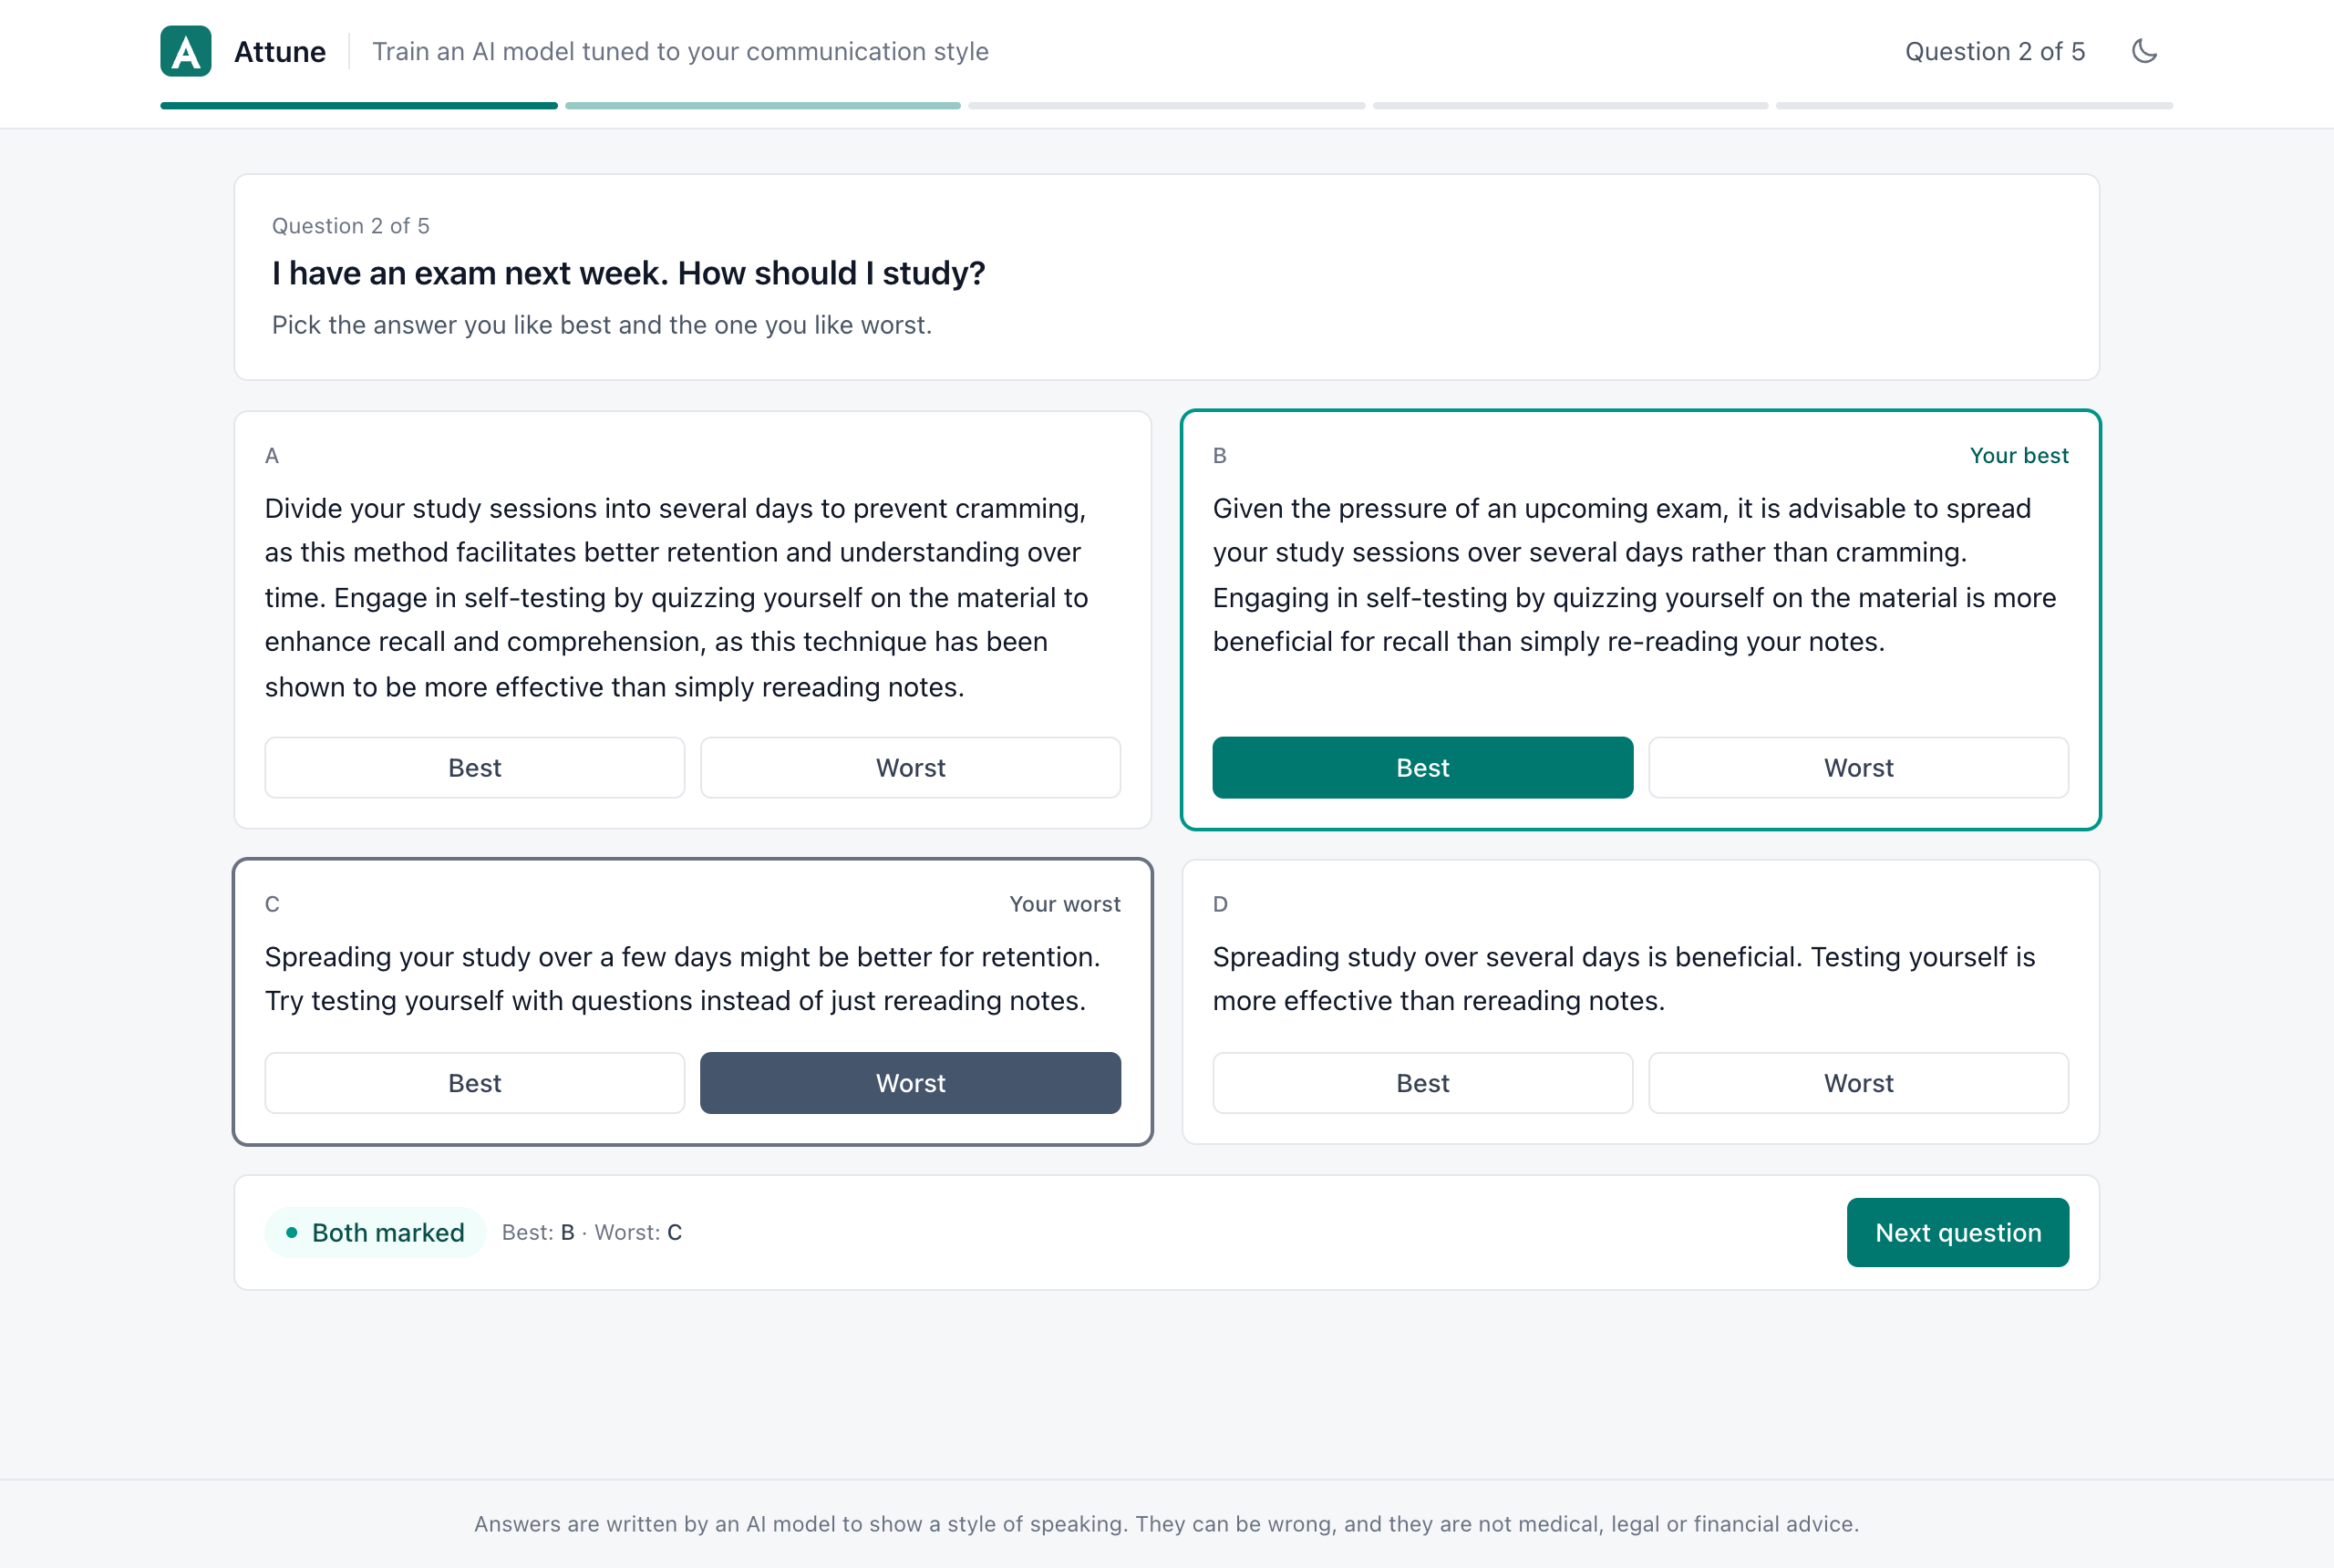 A
Attune
Train an AI model tuned to your communication style
Question 2 of 5
Question 2 of 5
I have an exam next week. How should I study?
Pick the answer you like best and the one you like worst.
A
Divide your study sessions into several days to prevent cramming,
as this method facilitates better retention and understanding over
time. Engage in self-testing by quizzing yourself on the material to
enhance recall and comprehension, as this technique has been
shown to be more effective than simply rereading notes.
Best
Worst
B
Your best
Given the pressure of an upcoming exam, it is advisable to spread
your study sessions over several days rather than cramming.
Engaging in self-testing by quizzing yourself on the material is more
beneficial for recall than simply re-reading your notes.
Best
Worst
C
Your worst
Spreading your study over a few days might be better for retention.
Try testing yourself with questions instead of just rereading notes.
Best
Worst
D
Spreading study over several days is beneficial. Testing yourself is
more effective than rereading notes.
Best
Worst
Both marked
Best: B · Worst: C
Next question
Answers are written by an AI model to show a style of speaking. They can be wrong, and they are not medical, legal or financial advice.